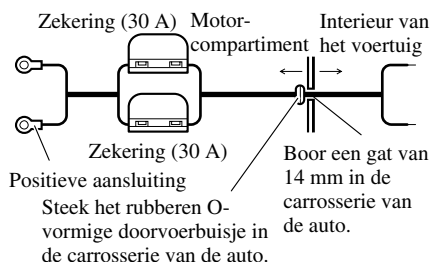 Zekering (30 A)
Motor-
compartiment
Interieur van
het voertuig
Zekering (30 A)
Positieve aansluiting
Steek het rubberen O-
vormige doorvoerbuisje in
de carrosserie van de auto.
Boor een gat van
14 mm in de
carrosserie van
de auto.